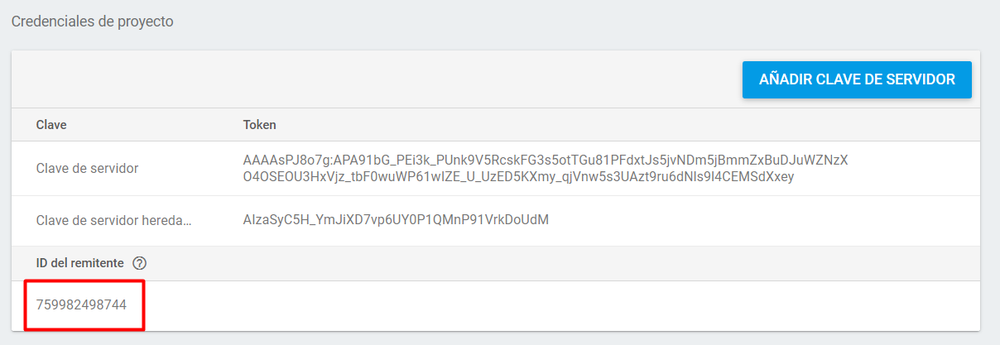 Credenciales de proyecto
AÑADIR CLAVE DE SERVIDOR
Clave Token
Clave de servidor AAAAsPJ8o7g:APA91bG_PEi3k_PUnk9V5RcskFG3s5otTGu81PFdxtJs5jvNDm5jBmmZxBuDJuWZNzX
O4OSEOU3HxVjz_tbF0wuWP61wIZE_U_UzED5KXmy_qjVnw5s3UAzt9ru6dNIs9I4CEMSdXxey
Clave de servidor hereda… AIzaSyC5H_YmJiXD7vp6UY0P1QMnP91VrkDoUdM
ID del remitente ?
759982498744